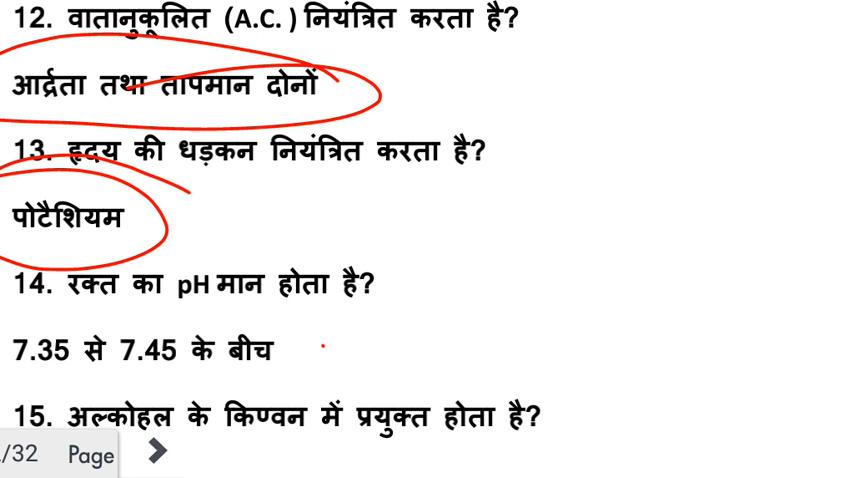 12. वातानुकूलित (A.C. ) नियंत्रित करता है?
आर्द्रता तथा तापमान दोनों
13. हृदय की धड़कन नियंत्रित करता है?
पोटैशियम
14. रक्त का pH मान होता है?
7.35 से 7.45 के बीच
15. अल्कोहल के किण्वन में प्रयुक्त होता है?
/32 Page